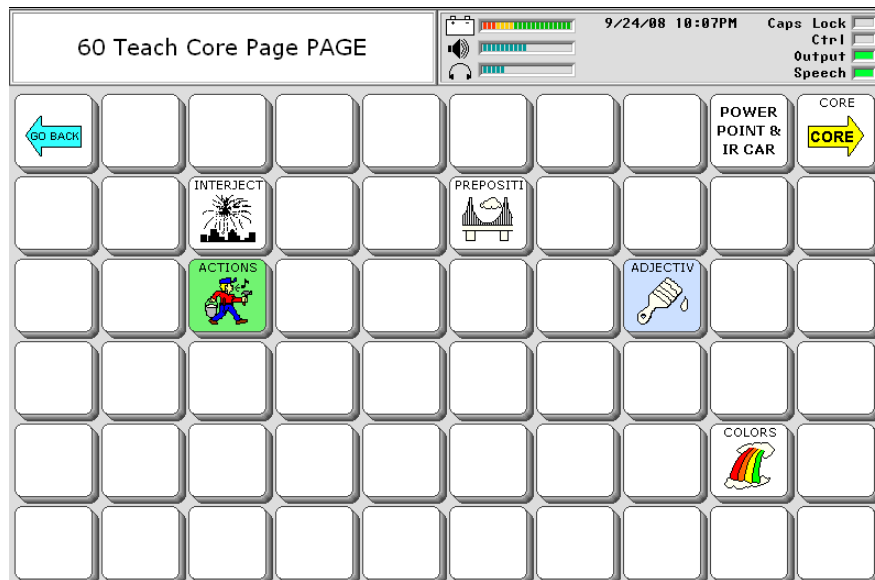 60 Teach Core Page PAGE
9/24/08 10:07PM
Caps Lock
Ctrl
Output
Speech
GO BACK
POWER
POINT &
IR CAR
CORE
CORE
INTERJECT
PREPOSITI
ACTIONS
ADJECTIV
COLORS